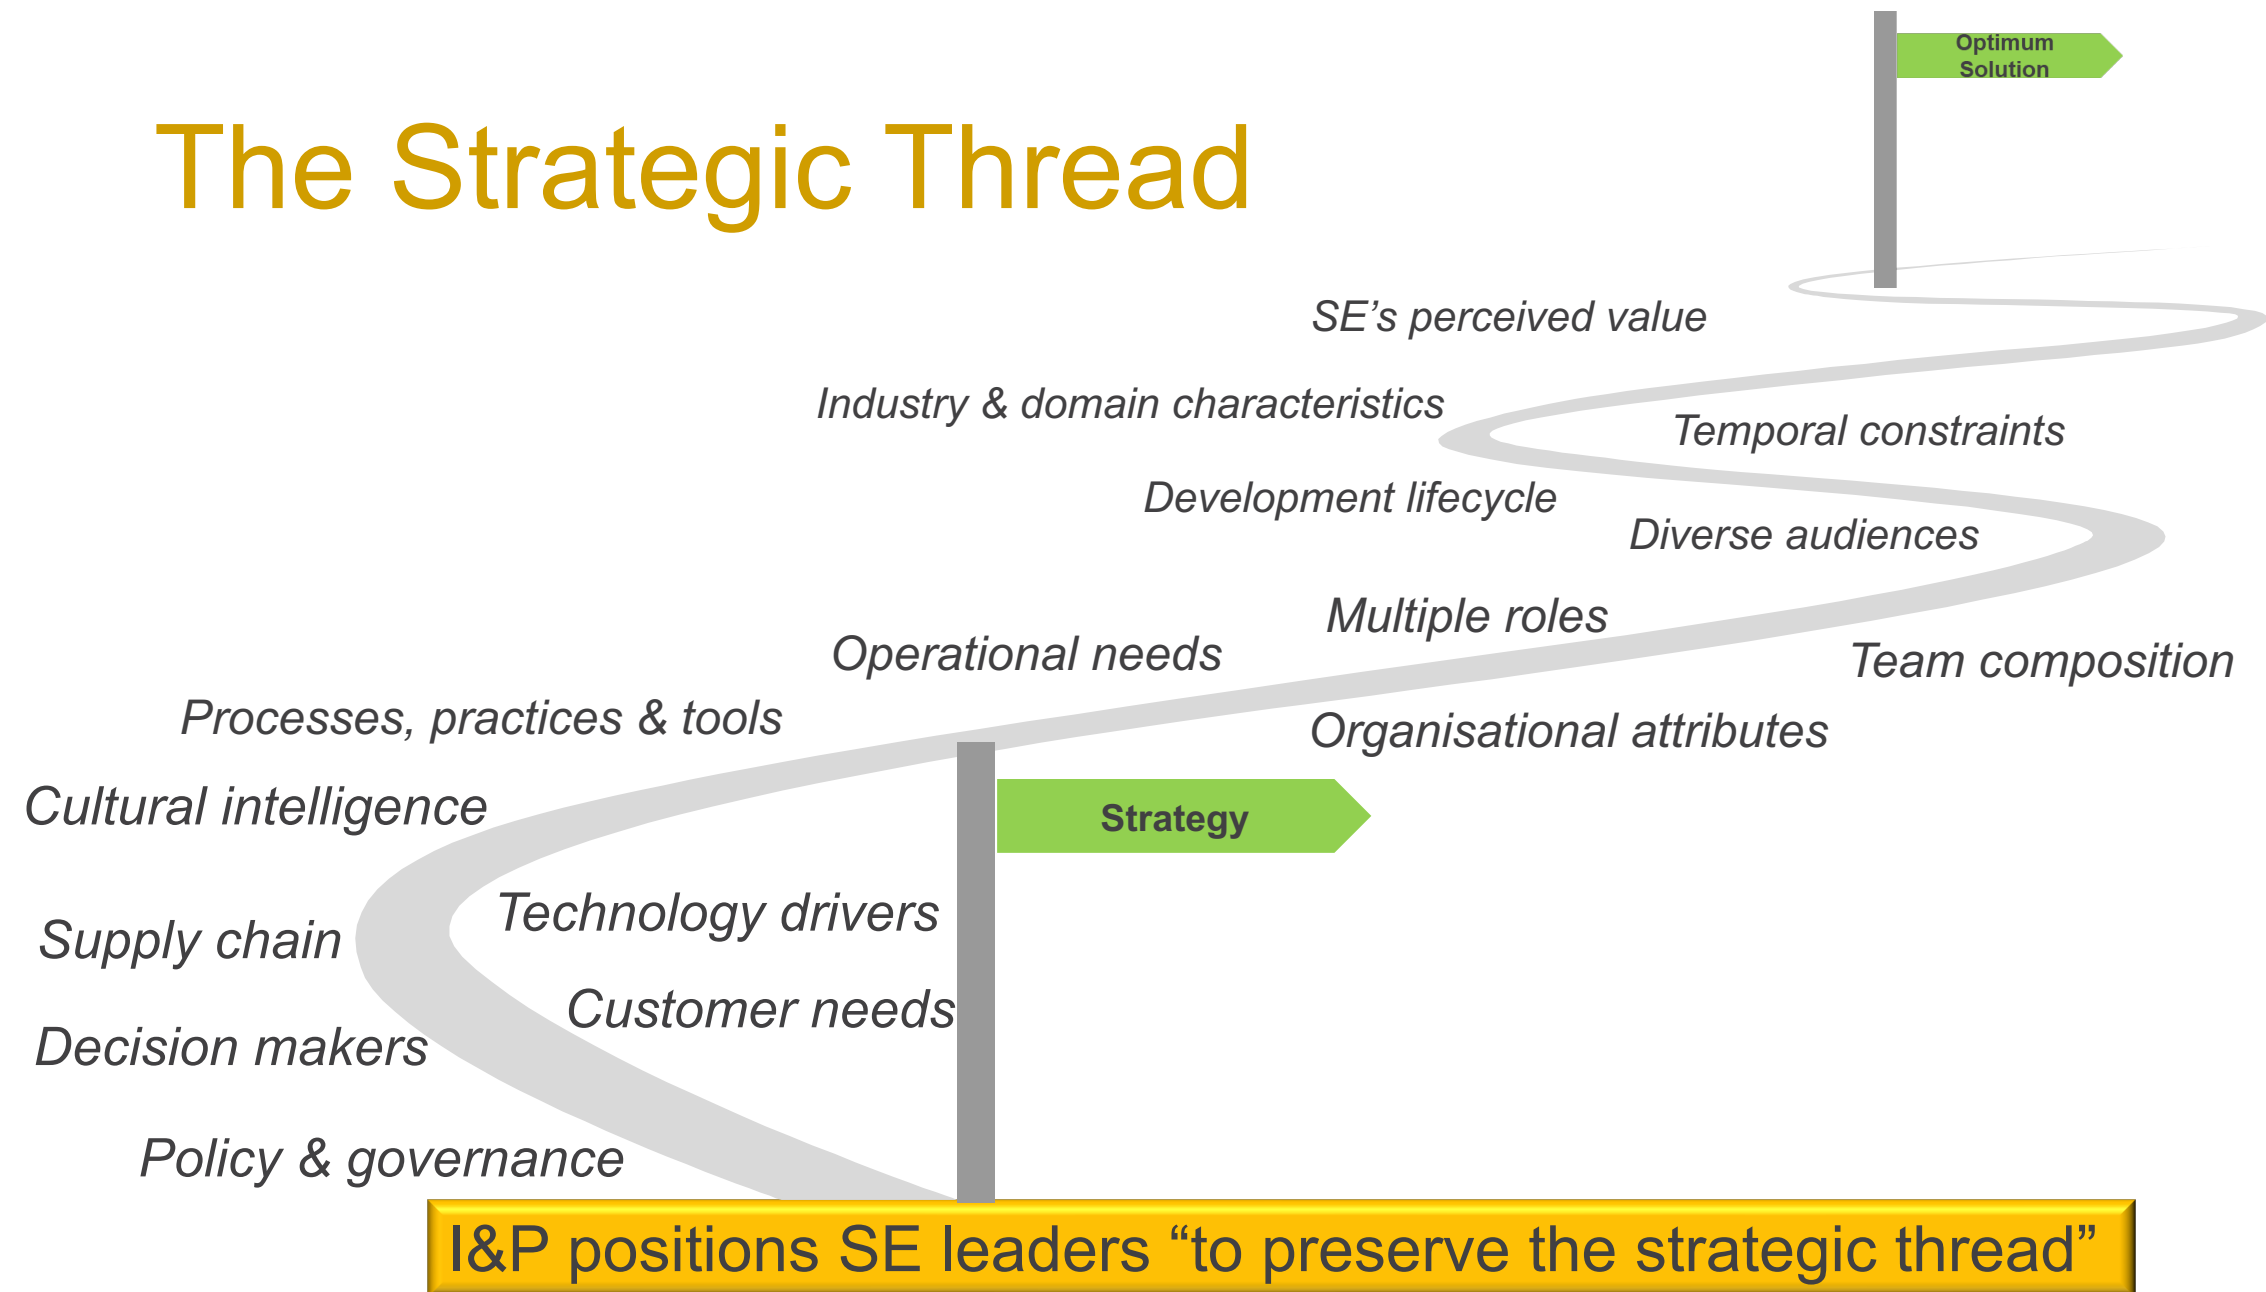 Optimum
Solution
The Strategic Thread
SE’s perceived value
Industry & domain characteristics
Temporal constraints
Development lifecycle
Diverse audiences
Multiple roles
Operational needs
Team composition
Processes, practices & tools
Organisational attributes
Cultural intelligence
Strategy
Technology drivers
Supply chain
Customer needs
Decision makers
Policy & governance
I&P positions SE leaders “to preserve the strategic thread”